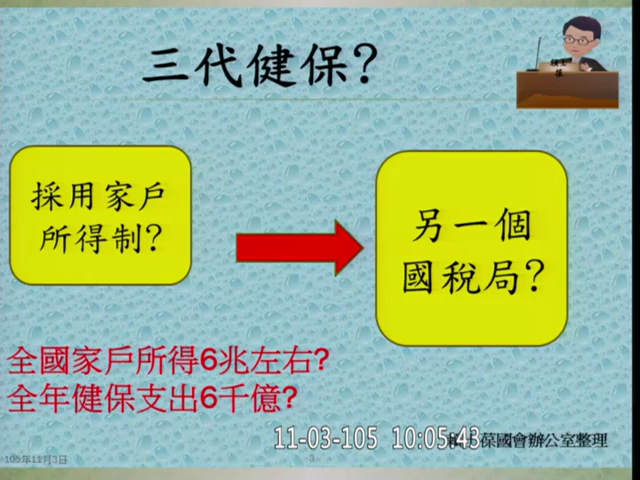 三代健保?
採用家戶
所得制?
另一個
國稅局?
全國家戶所得6兆左右?
全年健保支出6千億?
11-03-105 10:05:43
葆國會辦公室整理
105年11月3日
3